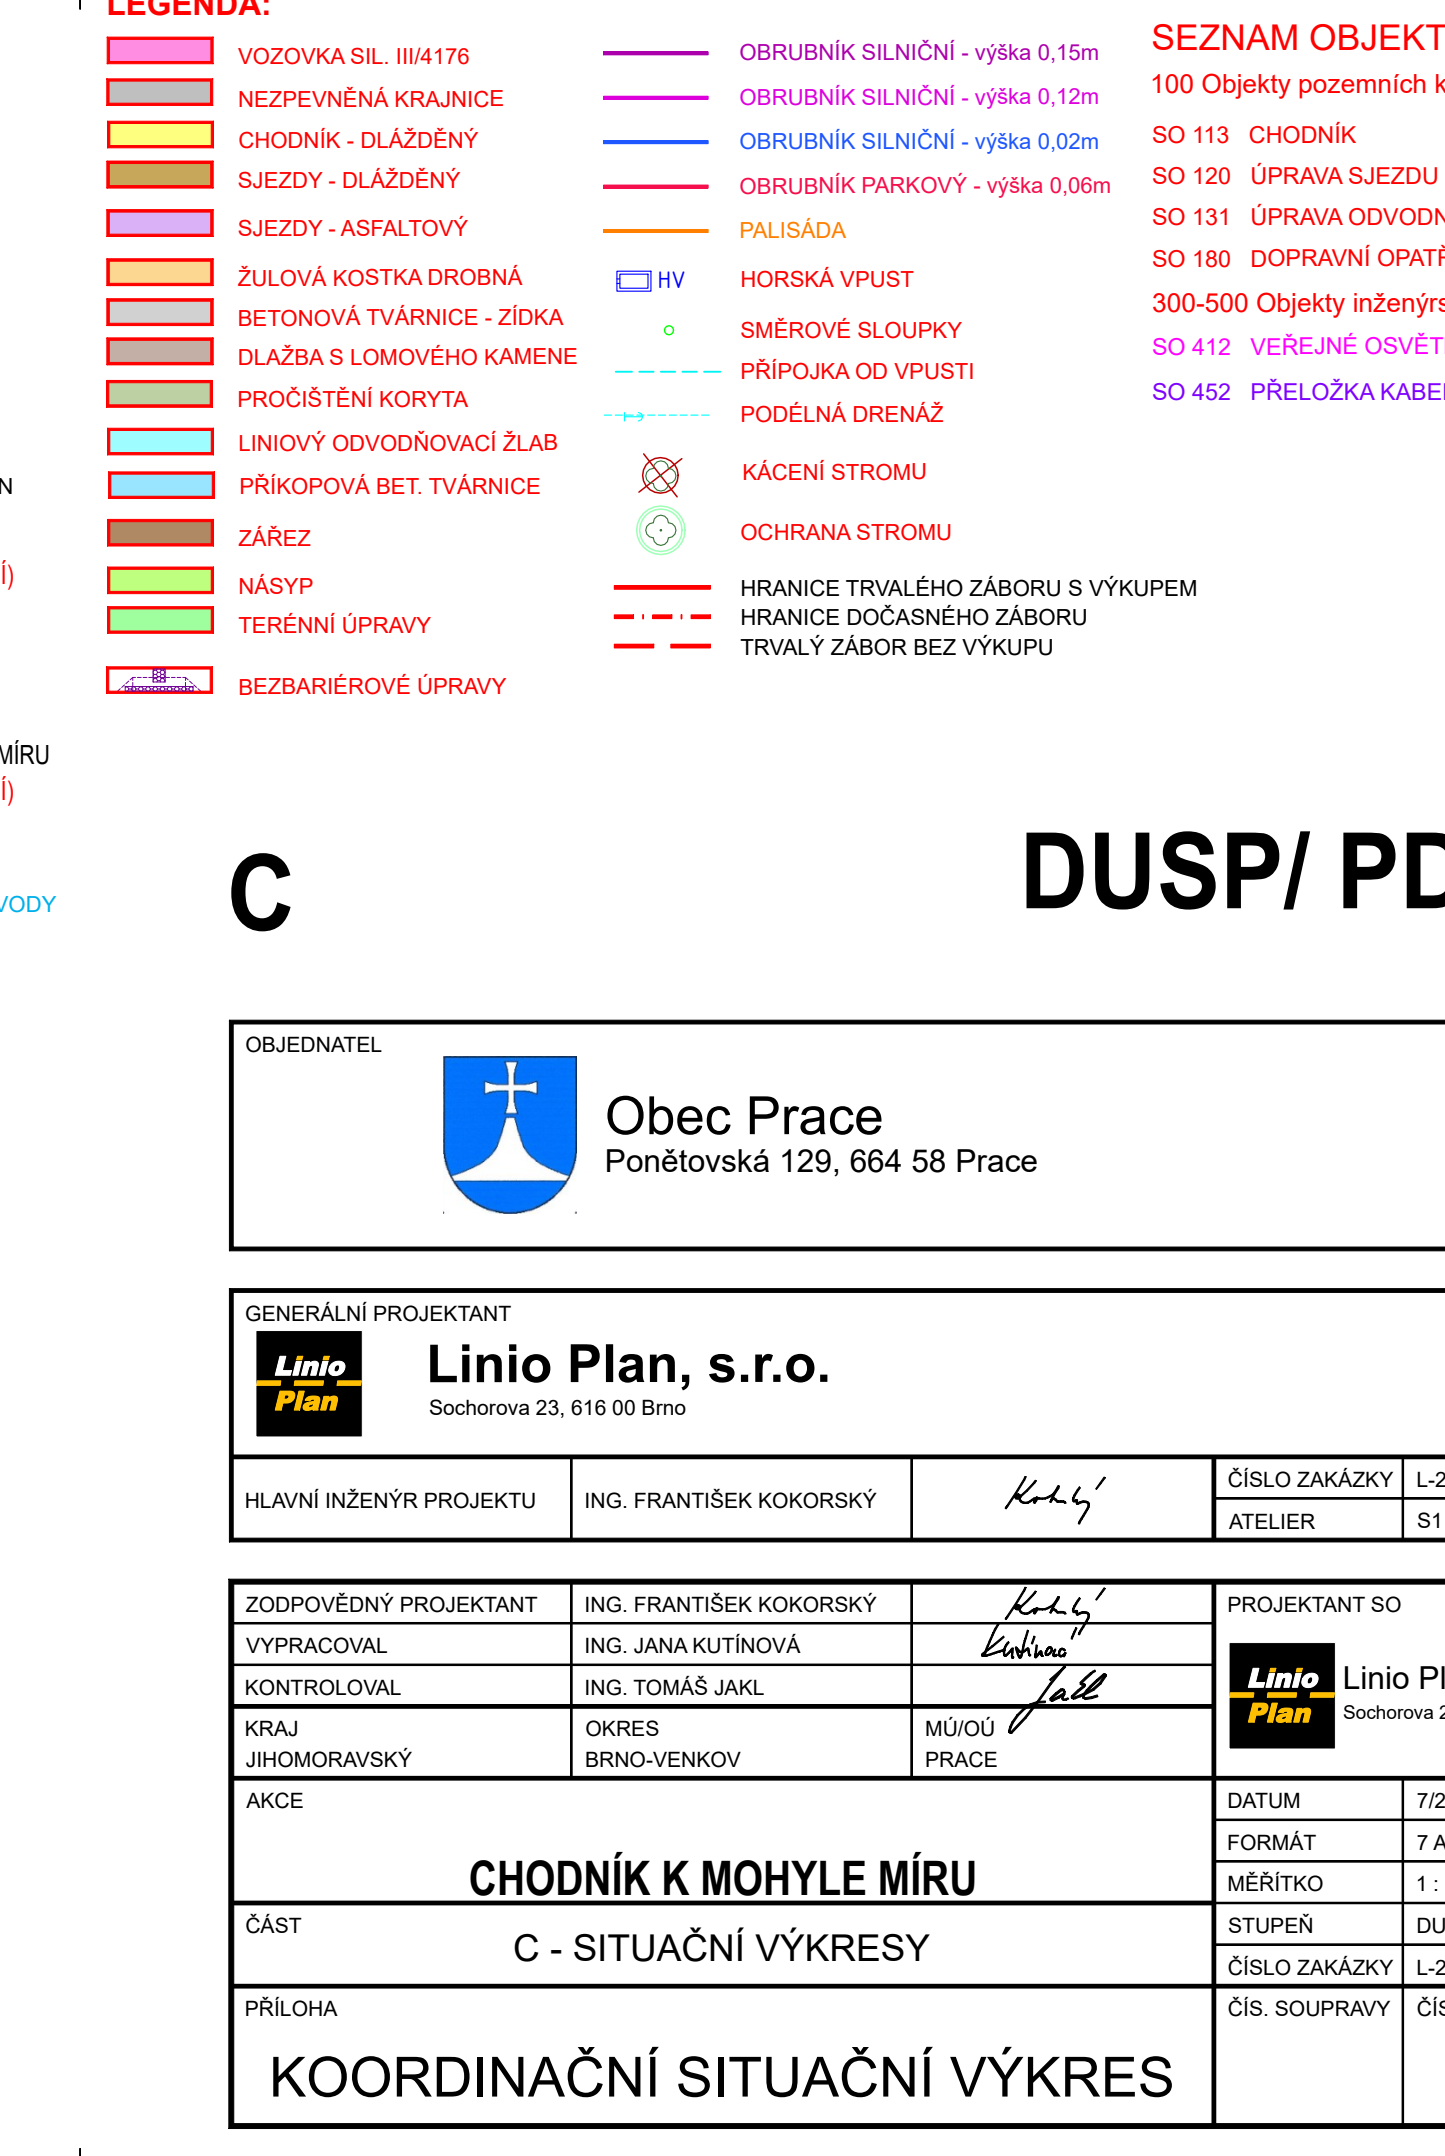 LEGENDA:
VOZOVKA SIL. III/4176
NEZPEVNĚNÁ KRAJNICE
CHODNÍK - DLÁŽDĚNÝ
SJEZDY - DLÁŽDĚNÝ
SJEZDY - ASFALTOVÝ
ŽULOVÁ KOSTKA DROBNÁ
BETONOVÁ TVÁRNICE - ZÍDKA
DLAŽBA S LOMOVÉHO KAMENE
PROČIŠTĚNÍ KORYTA
LINIOVÝ ODVODŇOVACÍ ŽLAB
PŘÍKOPOVÁ BET. TVÁRNICE
ZÁŘEZ
NÁSYP
TERÉNNÍ ÚPRAVY
BEZBARIÉROVÉ ÚPRAVY
OBRUBNÍK SILNIČNÍ - výška 0,15m
OBRUBNÍK SILNIČNÍ - výška 0,12m
OBRUBNÍK SILNIČNÍ - výška 0,02m
OBRUBNÍK PARKOVÝ - výška 0,06m
PALISÁDA
HV HORSKÁ VPUST
SMĚROVÉ SLOUPKY
PŘÍPOJKA OD VPUSTI
PODÉLNÁ DRENÁŽ
KÁCENÍ STROMU
OCHRANA STROMU
HRANICE TRVALÉHO ZÁBORU S VÝKUPEM
HRANICE DOČASNÉHO ZÁBORU
TRVALÝ ZÁBOR BEZ VÝKUPU
SEZNAM OBJEKT
100 Objekty pozemních k
SO 113 CHODNÍK
SO 120 ÚPRAVA SJEZDU
SO 131 ÚPRAVA ODVODN
SO 180 DOPRAVNÍ OPATŘ
300-500 Objekty inženýrs
SO 412 VEŘEJNÉ OSVĚT
SO 452 PŘELOŽKA KABE
N
Í)
MÍRU
Í)
VODY
C
DUSP/ PD
OBJEDNATEL
Obec Prace
Ponětovská 129, 664 58 Prace
GENERÁLNÍ PROJEKTANT
Linio
Plan
Linio Plan, s.r.o.
Sochorova 23, 616 00 Brno
HLAVNÍ INŽENÝR PROJEKTU ING. FRANTIŠEK KOKORSKÝ
ČÍSLO ZAKÁZKY L-2
ATELIER S1
ZODPOVĚDNÝ PROJEKTANT ING. FRANTIŠEK KOKORSKÝ
VYPRACOVAL ING. JANA KUTÍNOVÁ
KONTROLOVAL ING. TOMÁŠ JAKL
KRAJ OKRES MÚ/OÚ
JIHOMORAVSKÝ BRNO-VENKOV PRACE
PROJEKTANT SO
Linio
Plan
Linio Pl
Sochorova 2
AKCE
CHODNÍK K MOHYLE MÍRU
ČÁST
C - SITUAČNÍ VÝKRESY
PŘÍLOHA
KOORDINAČNÍ SITUAČNÍ VÝKRES
DATUM 7/2
FORMÁT 7 A
MĚŘÍTKO 1 :
STUPEŇ DU
ČÍSLO ZAKÁZKY L-2
ČÍS. SOUPRAVY ČÍS